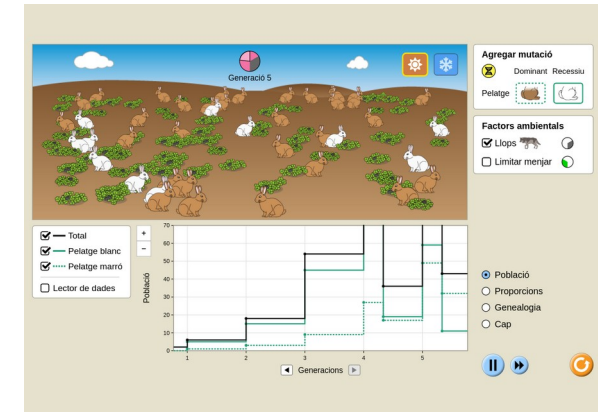 Generació 5
Agregar mutació
Dominant Recessiu
Pelatge
Factors ambientals
Llops
Limitar menjar
Total
Pelatge blanc
Pelatge marró
Lector de dades
+
−
Població
70
60
50
40
30
20
10
0
1 2 3 4 5
Generacions
Població
Proporcions
Genealogia
Cap